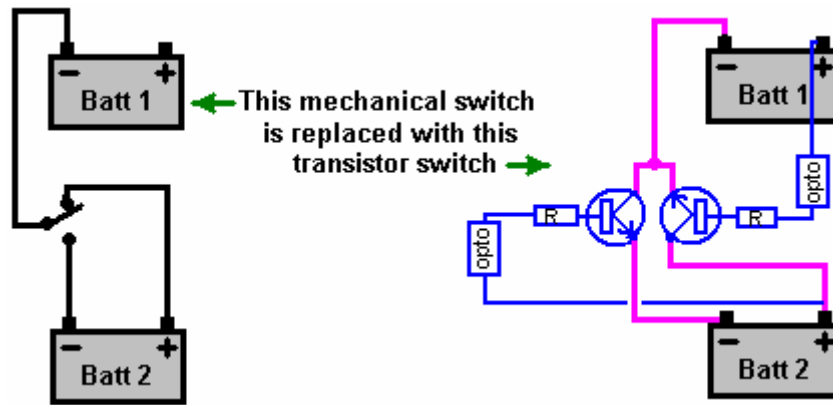 − +
Batt 1
This mechanical switch
is replaced with this
transistor switch
− +
Batt 2
− +
Batt 1
opto
R
R
opto
− +
Batt 2